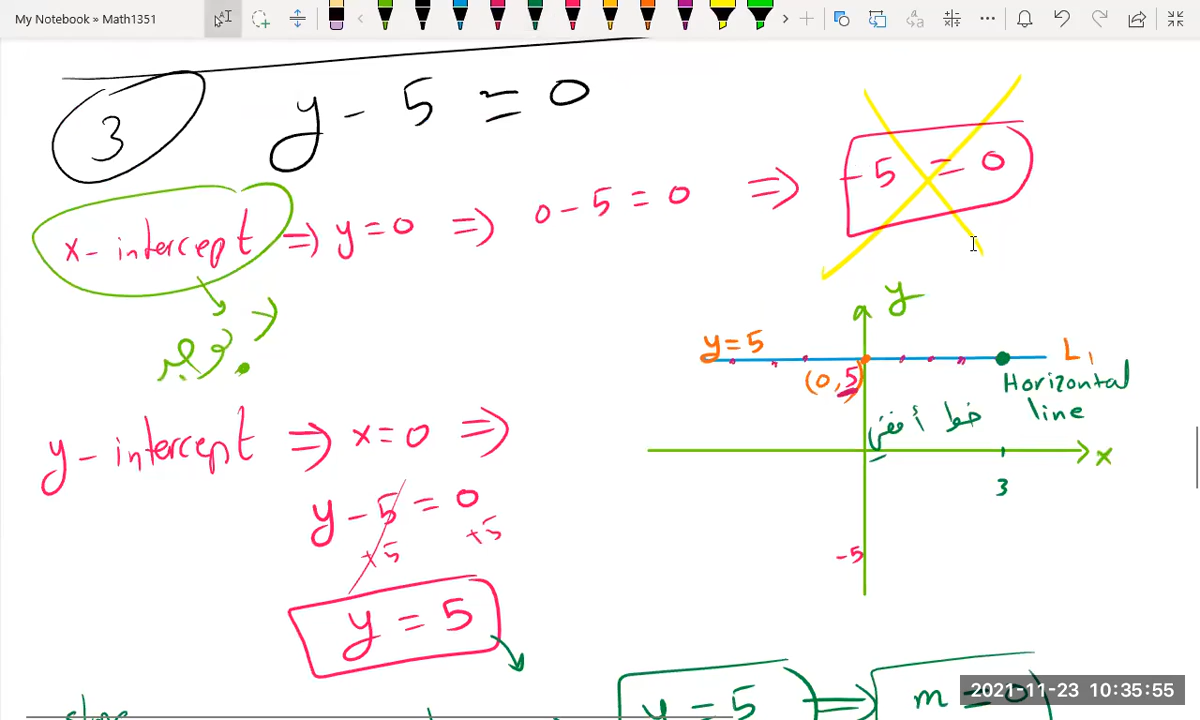 My Notebook » Math1351
3 y - 5 = 0
x-intercept => y=0 => 0 - 5 = 0 => -5 = 0
y
y=5 L1
(0,5) Horizontal line
خط أفقي
x
3
y-intercept => x=0 =>
y - 5 = 0
+5 +5
-5
y = 5
y = 5 => m = 0
slope
2021-11-23 10:35:55